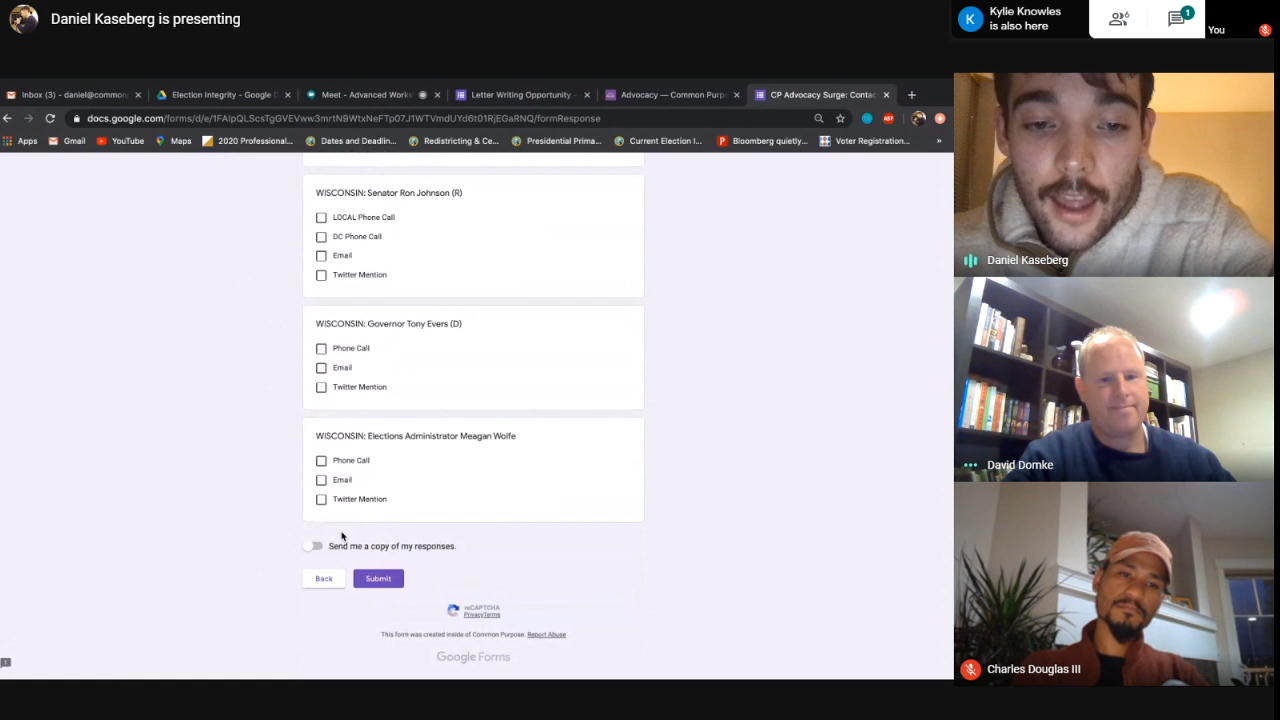 Daniel Kaseberg is presenting
Kylie Knowles
is also here
K
6
1
You
Inbox (3) - daniel@common
Election Integrity - Google D
Meet - Advanced Works
Letter Writing Opportunity -
Advocacy — Common Purp
CP Advocacy Surge: Contac
docs.google.com/forms/d/e/1FAIpQLScsTgGVEVww3mrtN9WtxNeFTp07J1WTVmdUYd6t01RjEGaRNQ/formResponse
ABP
Apps
Gmail
YouTube
Maps
2020 Professional...
Dates and Deadlin...
Redistricting & Ce...
Presidential Prima...
Current Election I...
Bloomberg quietly...
Voter Registration...
»
WISCONSIN: Senator Ron Johnson (R)
LOCAL Phone Call
DC Phone Call
Email
Twitter Mention
WISCONSIN: Governor Tony Evers (D)
Phone Call
Email
Twitter Mention
WISCONSIN: Elections Administrator Meagan Wolfe
Phone Call
Email
Twitter Mention
Send me a copy of my responses.
Back
Submit
reCAPTCHA
PrivacyTerms
This form was created inside of Common Purpose. Report Abuse
Google Forms
Daniel Kaseberg
David Domke
Charles Douglas III